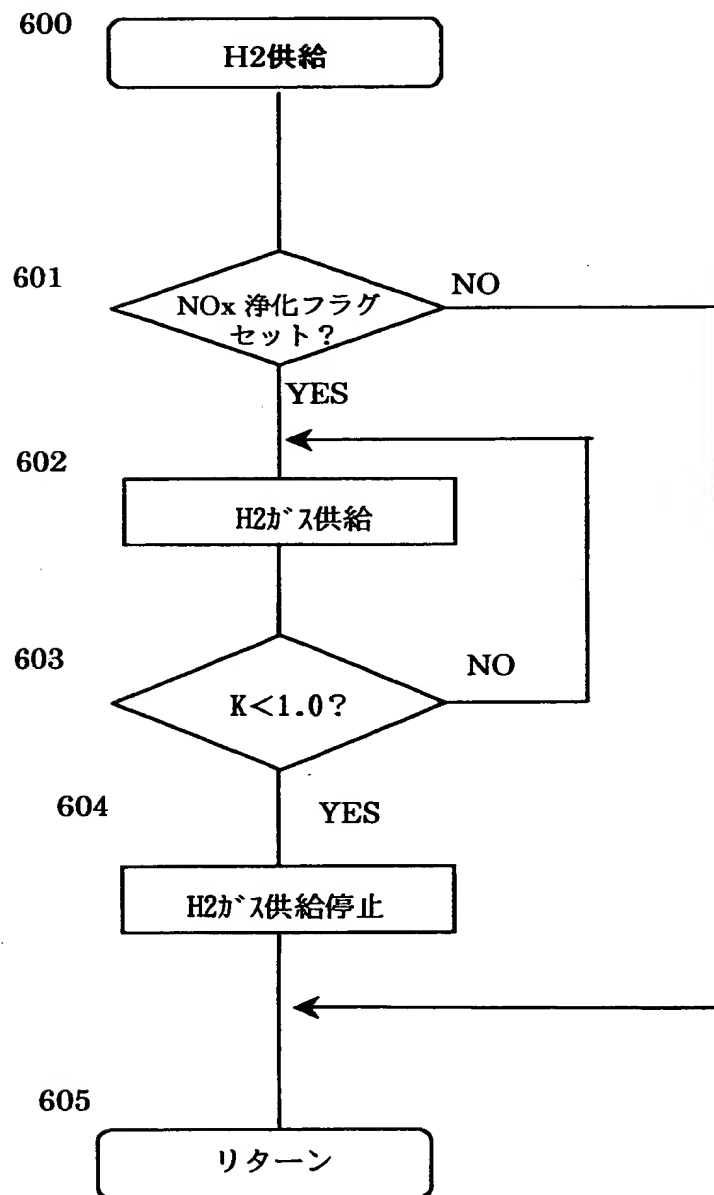 600
H2供給
601
NOx 浄化フラグ
セット?
NO
YES
602
H2ガス供給
603
K<1.0?
NO
604
YES
H2ガス供給停止
605
リターン